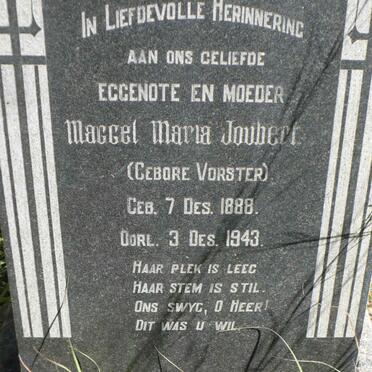 IN LIEFDEVOLLE HERINNERING
AAN ONS GELIEFDE
EGGENOTE EN MOEDER
Maggel Maria Joubert
(GEBORE VORSTER)
GEB. 7 DES. 1888.
OORL. 3 DES. 1943.
HAAR PLEK IS LEEG
HAAR STEM IS STIL.
ONS SWYG, O HEER!
DIT WAS U WIL.